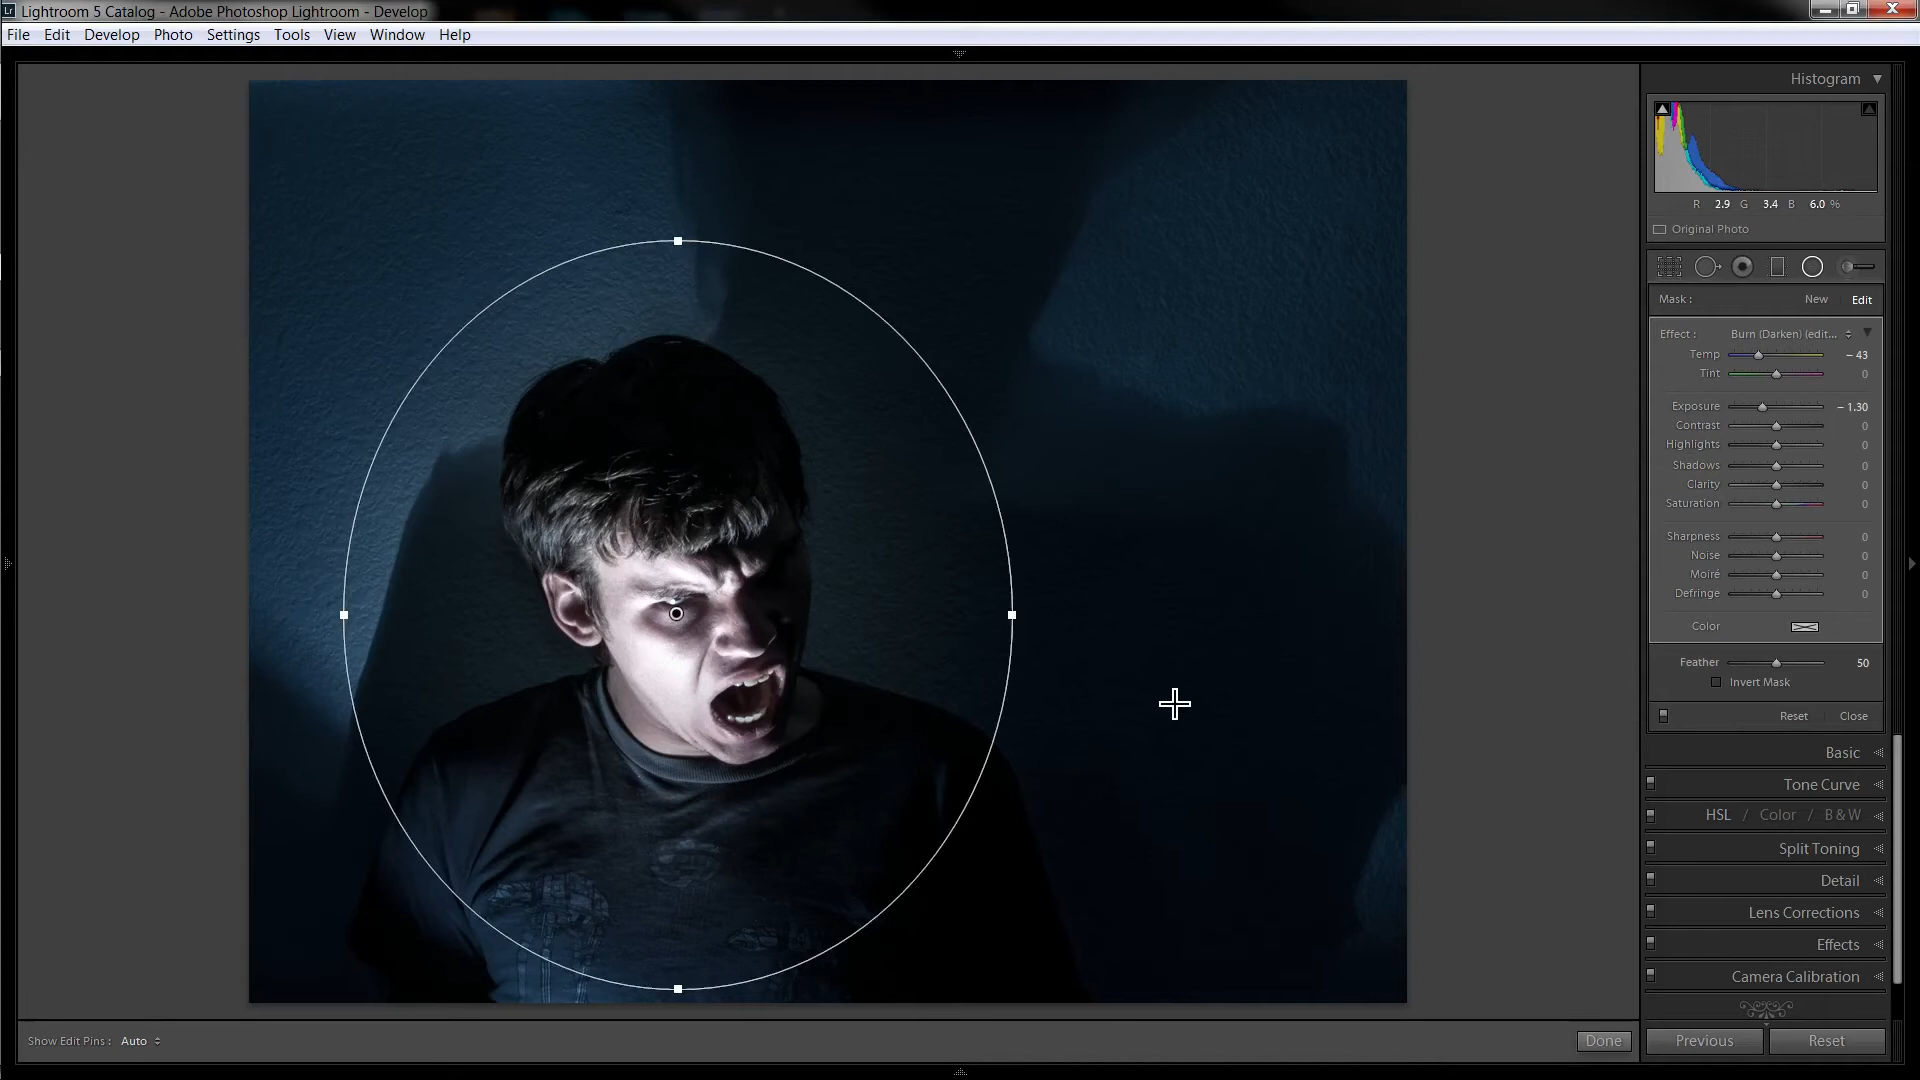 Lr Lightroom 5 Catalog - Adobe Photoshop Lightroom - Develop
File Edit Develop Photo Settings Tools View Window Help
Histogram
R 2.9 G 3.4 B 6.0 %
Original Photo
Mask : New Edit
Effect : Burn (Darken) (edit...
Temp – 43
Tint 0
Exposure – 1.30
Contrast 0
Highlights 0
Shadows 0
Clarity 0
Saturation 0
Sharpness 0
Noise 0
Moiré 0
Defringe 0
Color
Feather 50
Invert Mask
Reset Close
Basic
Tone Curve
HSL / Color / B & W
Split Toning
Detail
Lens Corrections
Effects
Camera Calibration
Show Edit Pins : Auto Done
Previous Reset